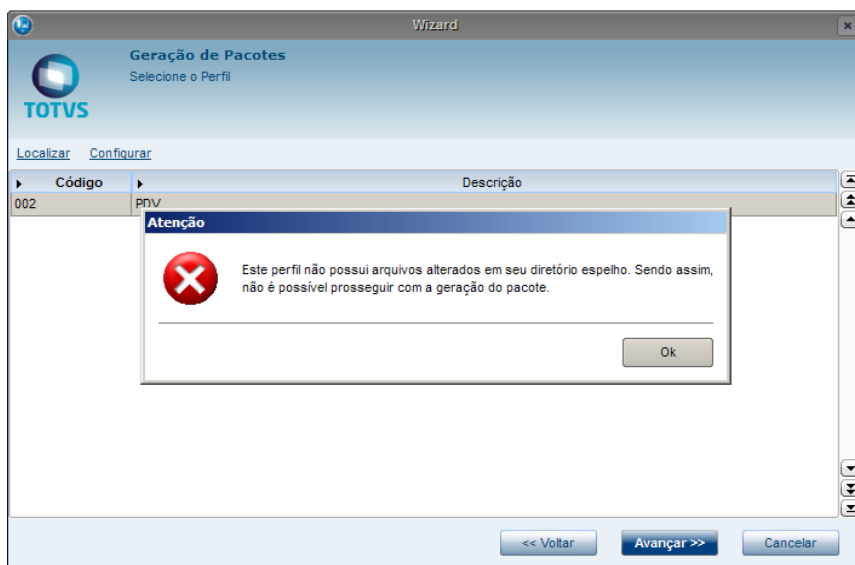 Wizard
Geração de Pacotes
Selecione o Perfil
TOTVS
Localizar Configurar
Código Descrição
002 PDV
Atenção
Este perfil não possui arquivos alterados em seu diretório espelho. Sendo assim,
não é possível prosseguir com a geração do pacote.
Ok
<< Voltar Avançar >> Cancelar